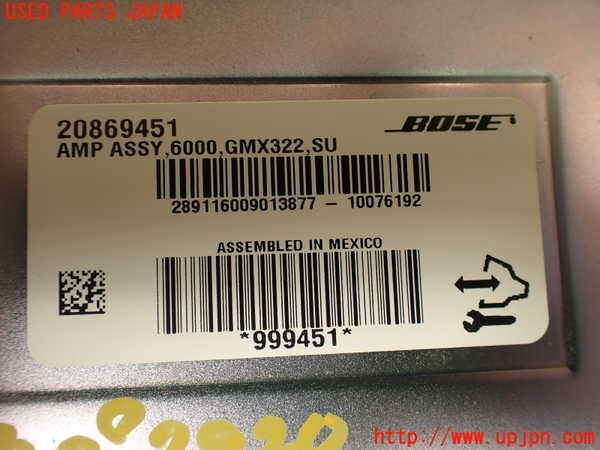 USED PARTS JAPAN
20869451
BOSE
AMP ASSY,6000,GMX322,SU
289116009013877 - 10076192
ASSEMBLED IN MEXICO
*999451*
http://www.upjpn.com/